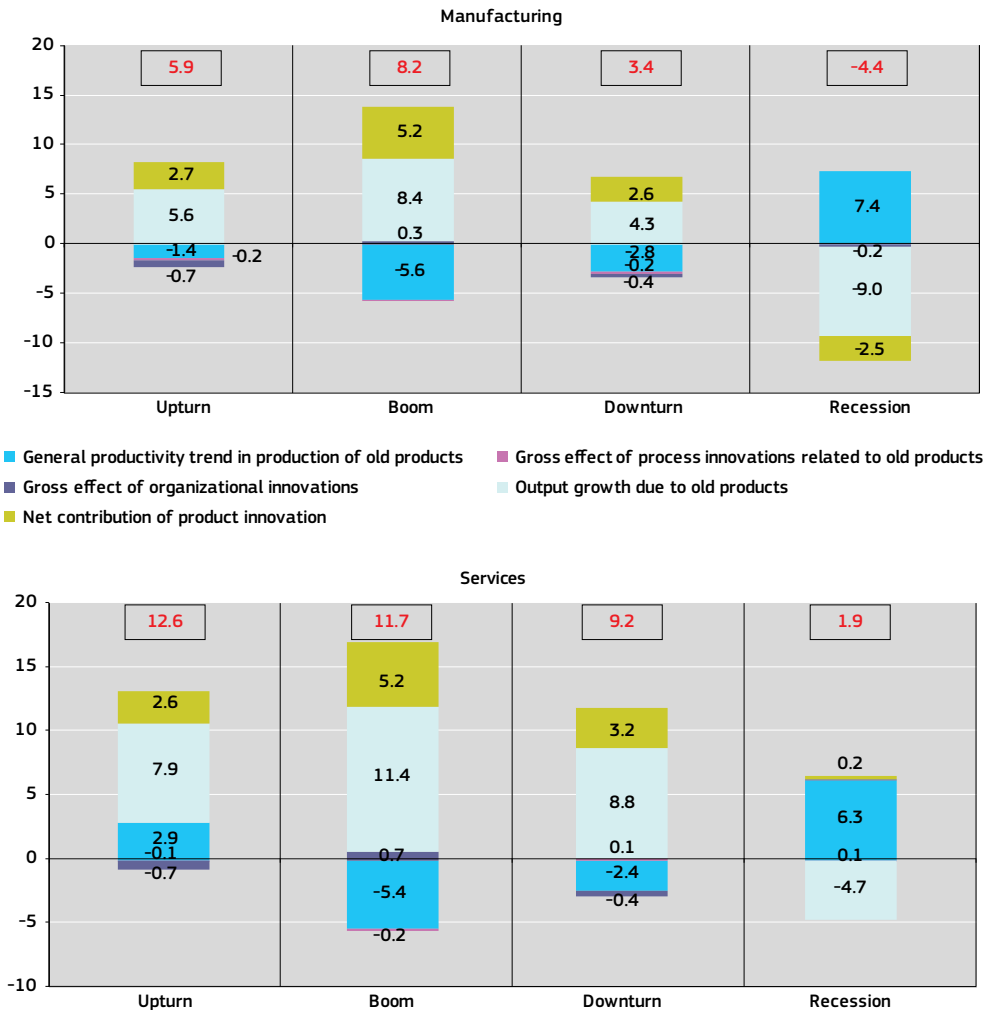 Manufacturing
20
5.9 8.2 3.4 -4.4
15
10
5.2
2.7
5
5.6 8.4 2.6 7.4
4.3
0.3
0
-1.4 -0.2 -5.6 -2.8 -0.2
-0.7 -0.2
-0.4
-5
-9.0
-10
-2.5
-15
Upturn Boom Downturn Recession
General productivity trend in production of old products Gross effect of process innovations related to old products
Gross effect of organizational innovations Output growth due to old products
Net contribution of product innovation
Services
20
12.6 11.7 9.2 1.9
15
5.2
2.6
10
3.2
7.9 11.4 0.2
5
8.8 6.3
2.9 0.1
-0.1 0.7 0.1
0
-0.7 -5.4 -2.4 -4.7
-0.4
-5
-0.2
-10
Upturn Boom Downturn Recession